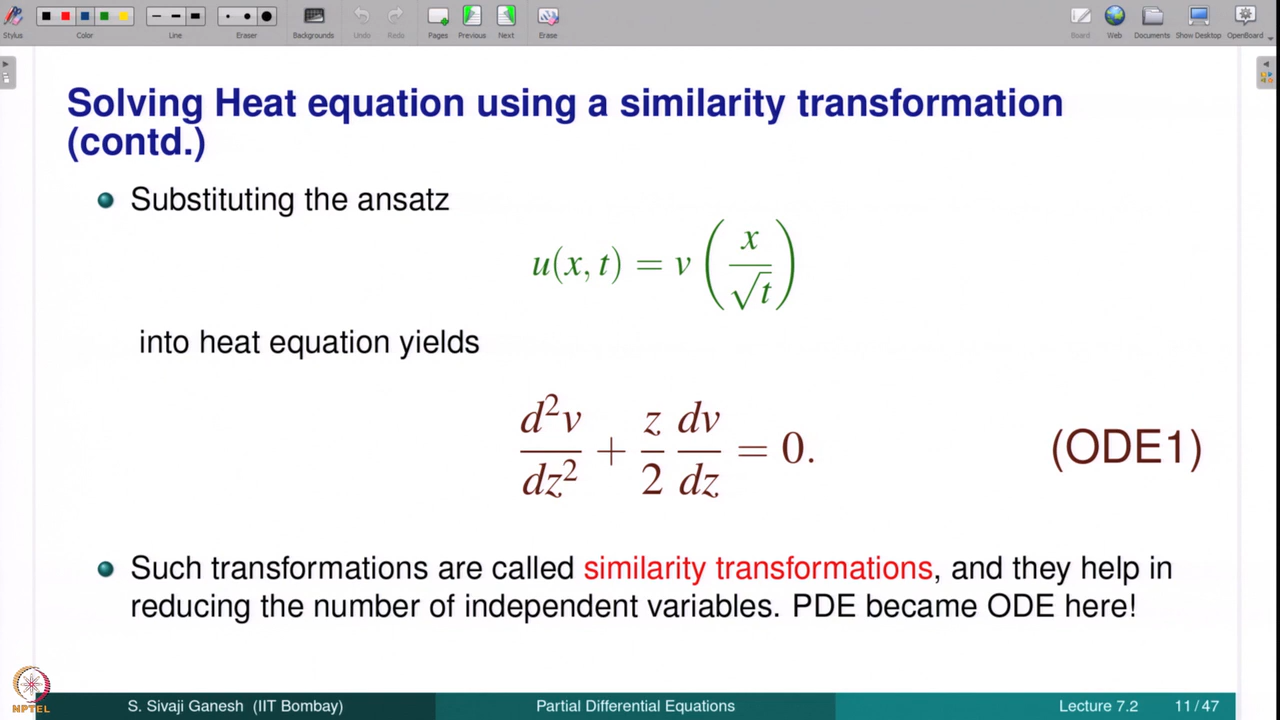 Stylus Color Line Eraser Backgrounds Undo Redo Pages Previous Next Erase Board Web Documents Show Desktop OpenBoard
Solving Heat equation using a similarity transformation
(contd.)
Substituting the ansatz
u(x, t) = v ( x / √t )
into heat equation yields
d²v/dz² + z/2 dv/dz = 0. (ODE1)
Such transformations are called similarity transformations, and they help in
reducing the number of independent variables. PDE became ODE here!
NPTEL
S. Sivaji Ganesh (IIT Bombay) Partial Differential Equations Lecture 7.2 11 / 47